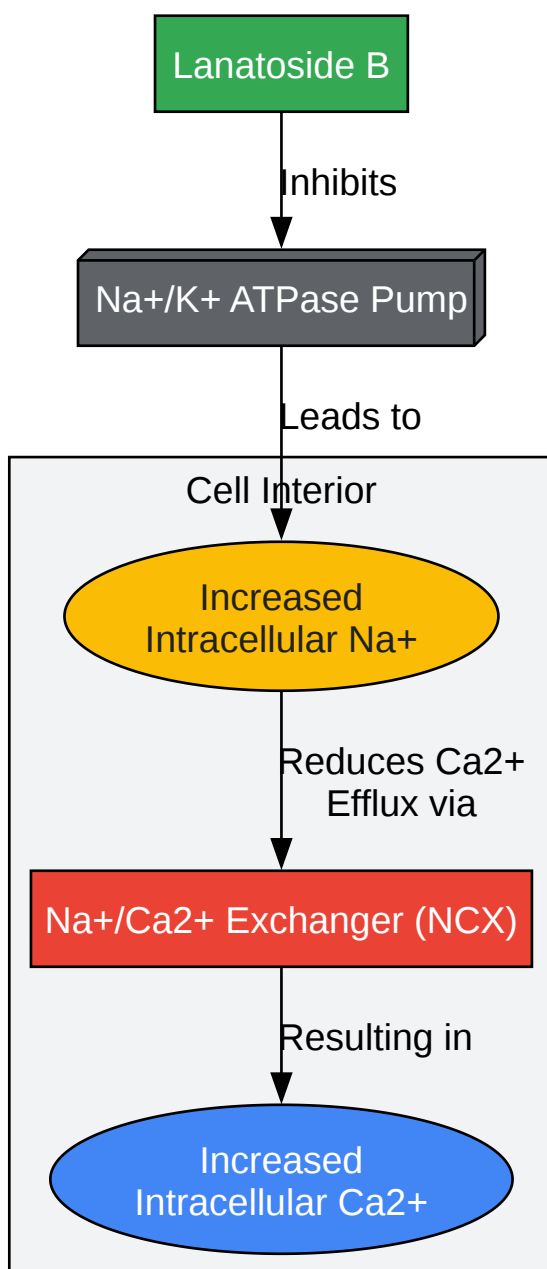 Lanatoside B
Inhibits
Na+/K+ ATPase Pump
Leads to
Cell Interior
Increased
Intracellular Na+
Reduces Ca2+
Efflux via
Na+/Ca2+ Exchanger (NCX)
Resulting in
Increased
Intracellular Ca2+